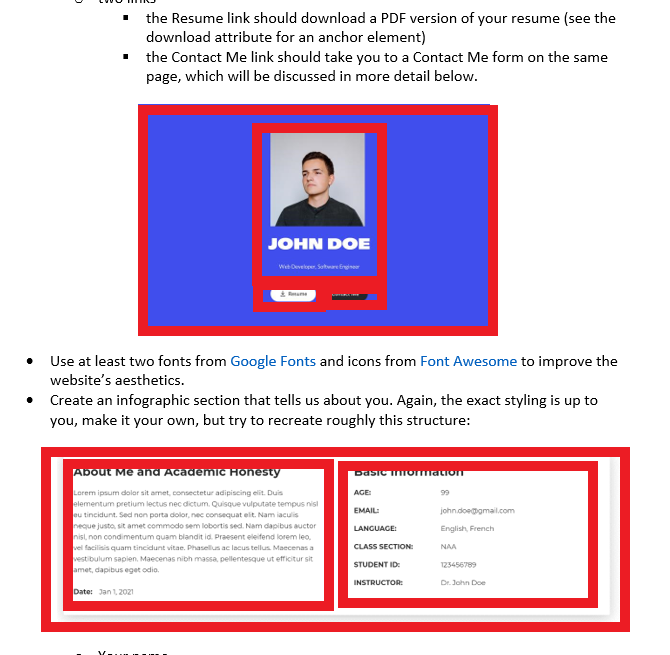 two links
▪ the Resume link should download a PDF version of your resume (see the
download attribute for an anchor element)
▪ the Contact Me link should take you to a Contact Me form on the same
page, which will be discussed in more detail below.
JOHN DOE
Web Developer, Software Engineer
Resume
Contact Me
• Use at least two fonts from Google Fonts and icons from Font Awesome to improve the
website's aesthetics.
• Create an infographic section that tells us about you. Again, the exact styling is up to
you, make it your own, but try to recreate roughly this structure:
About Me and Academic Honesty
Lorem ipsum dolor sit amet, consectetur adipiscing elit. Duis
elementum pretium lectus nec dictum. Quisque vulputate tempus nisl
eu tincidunt. Sed non porta dolor, nec consequat elit. Nam iaculis
neque justo, sit amet commodo sem lobortis sed. Nam dapibus auctor
nisl, non condimentum quam blandit id. Praesent eleifend lorem leo,
vel facilisis quam tincidunt vitae. Phasellus ac lacus tellus. Maecenas a
vestibulum sapien. Maecenas nibh massa, pellentesque ut efficitur sit
amet, dapibus eget odio.
Date: Jan 1, 2021
Basic Information
AGE: 99
EMAIL: john.doe@gmail.com
LANGUAGE: English, French
CLASS SECTION: NAA
STUDENT ID: 123456789
INSTRUCTOR: Dr. John Doe
Your name